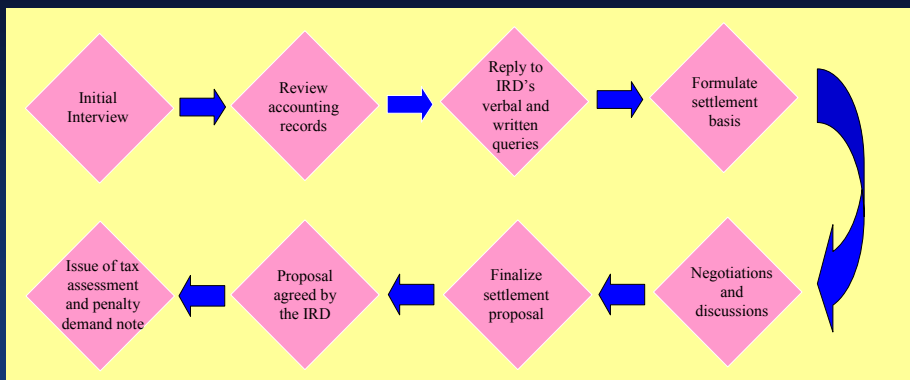 Initial
Interview
Review
accounting
records
Reply to
IRD's
verbal and
written
queries
Formulate
settlement
basis
Negotiations
and
discussions
Finalize
settlement
proposal
Proposal
agreed by
the IRD
Issue of tax
assessment
and penalty
demand note